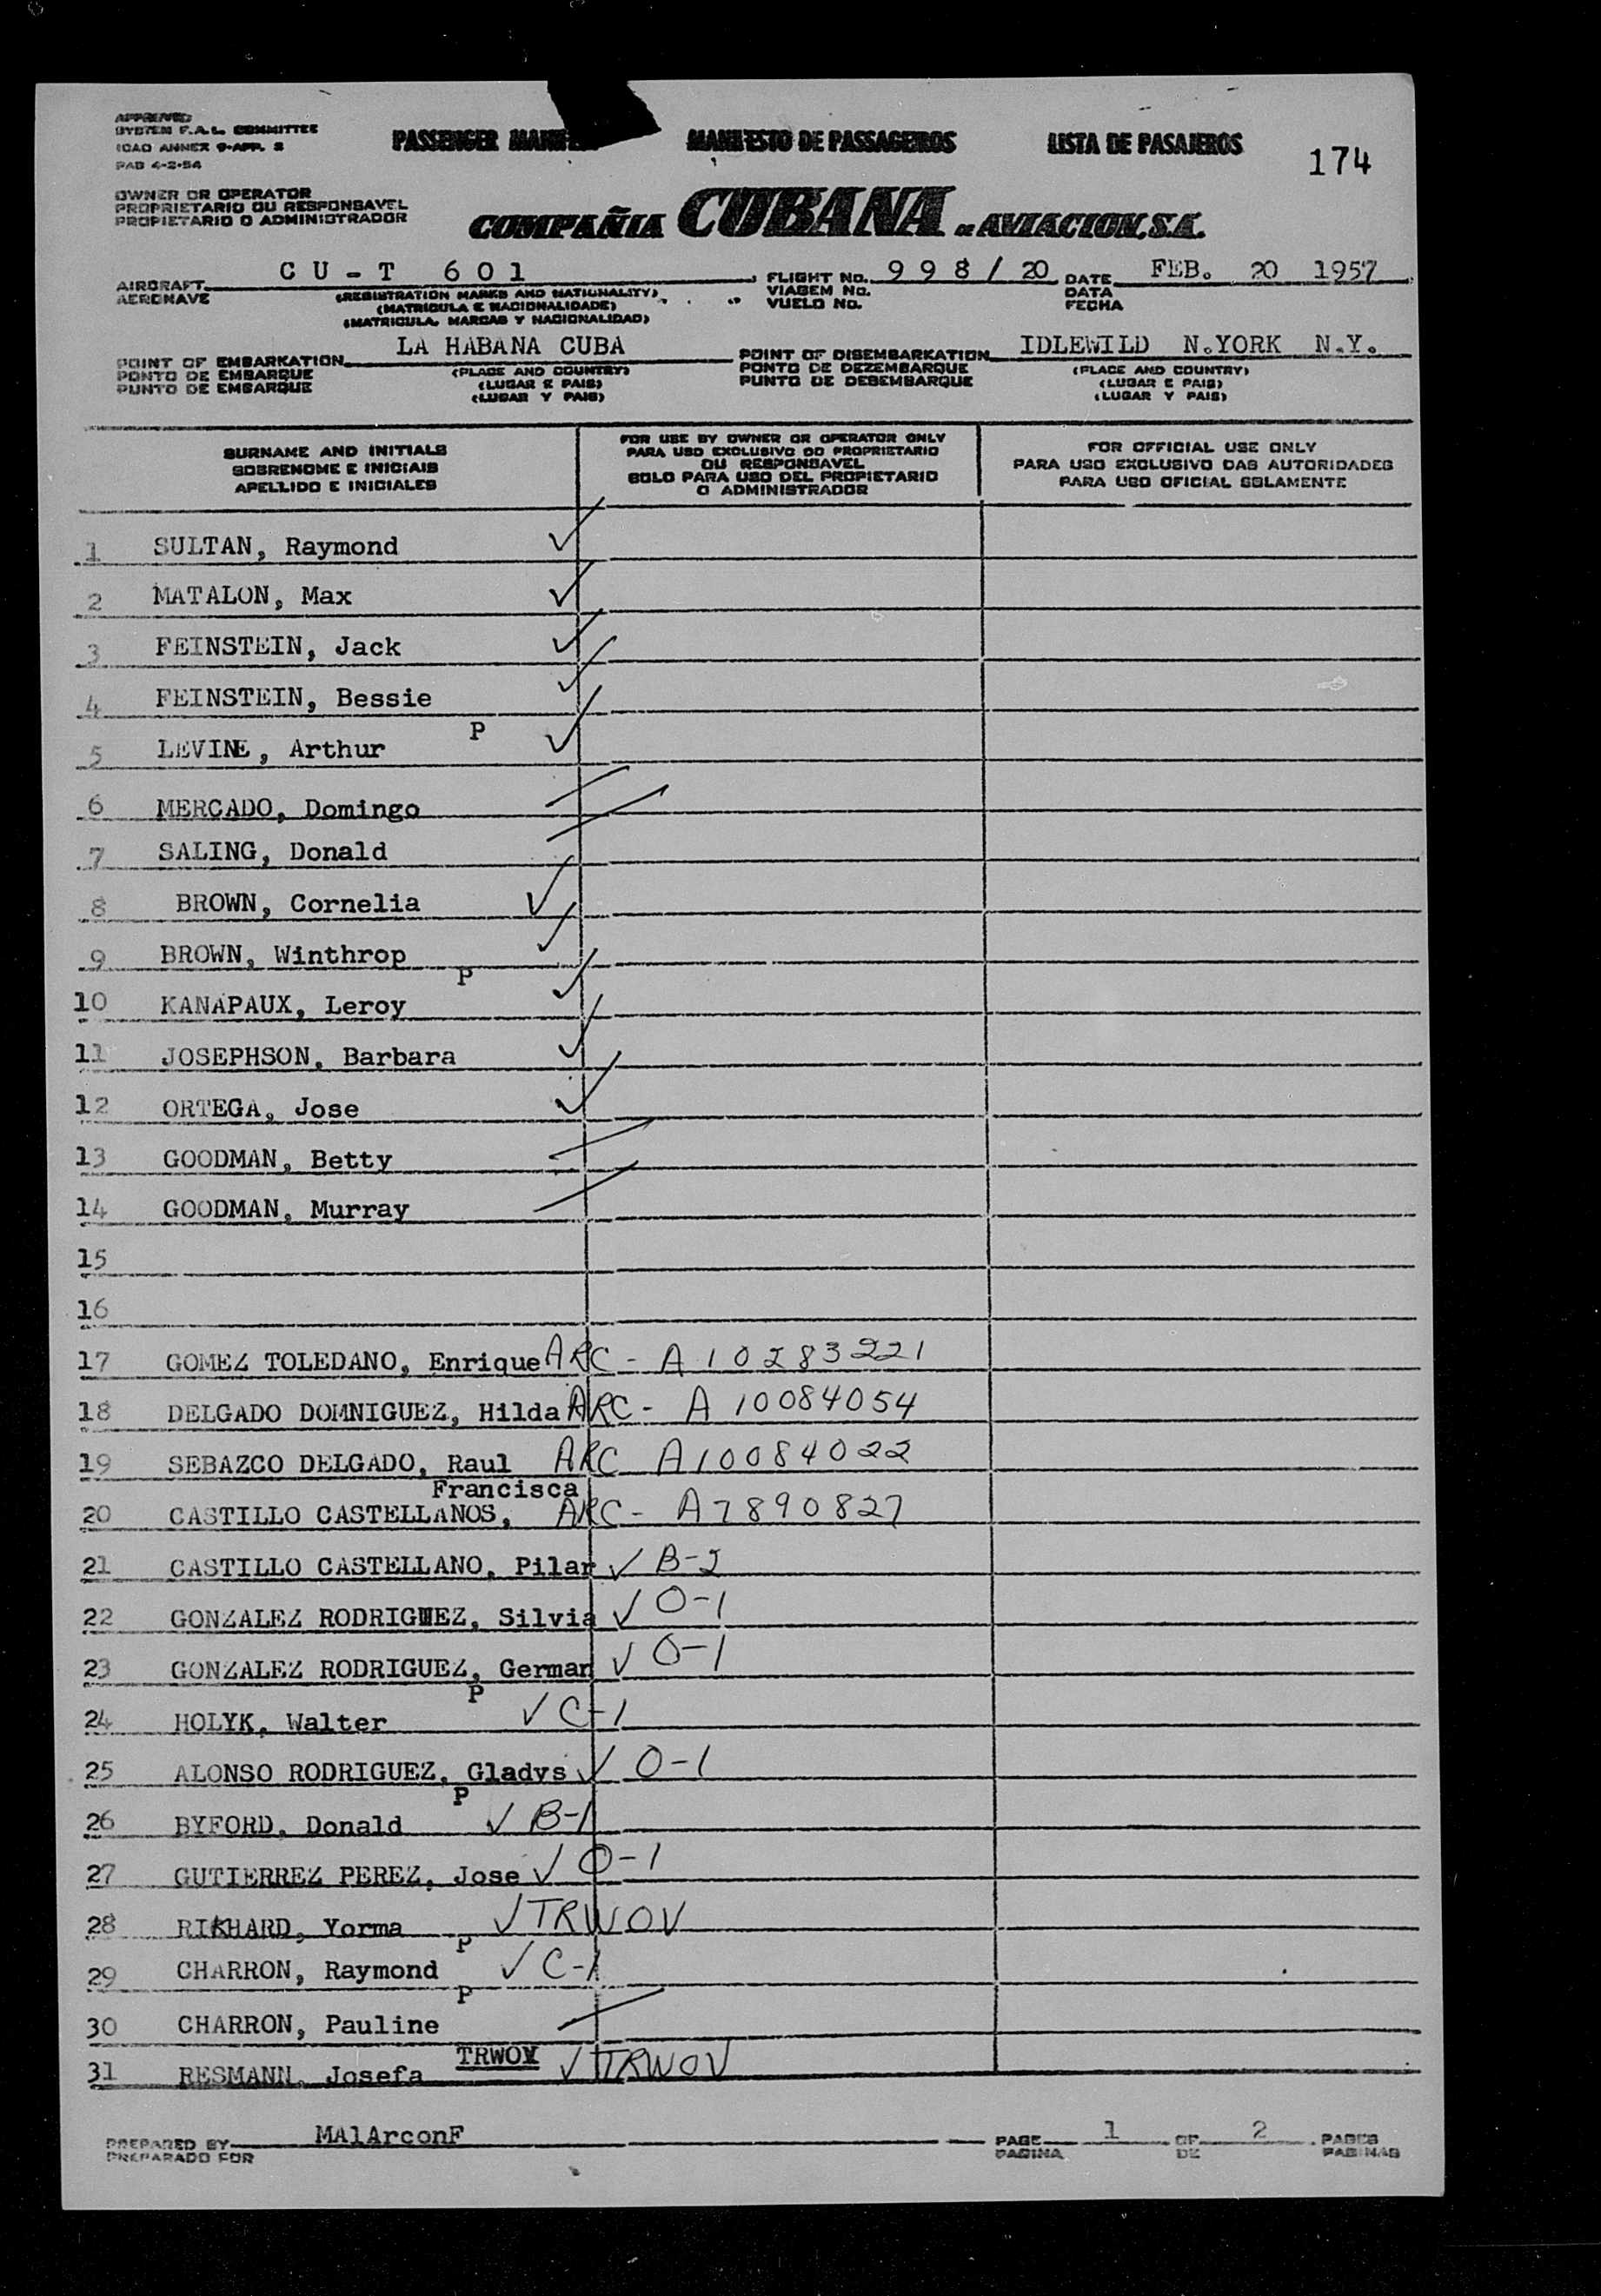 APPROVED
SYSTEM F.A.L. COMMITTEE
ICAO ANNEX 9-APP. 2
PAD 4-2-54
PASSENGER MANIFE MANIFESTO DE PASSAGEIROS LISTA DE PASAJEROS
174
OWNER OR OPERATOR
PROPRIETARIO OU RESPONSAVEL
PROPIETARIO O ADMINISTRADOR
COMPAÑIA CUBANA DE AVIACION, S.A.
AIRCRAFT CU-T 601 FLIGHT No. 998/20 DATE FEB. 20 1957
AERONAVE (REGISTRATION MARKS AND NATIONALITY) VIAGEM No. DATA
(MATRICULA E NACIONALIDADE) VUELO No. FECHA
(MATRICULA, MARCAS Y NACIONALIDAD)
POINT OF EMBARKATION LA HABANA CUBA POINT OF DISEMBARKATION IDLEWILD N.YORK N.Y.
PONTO DE EMBARQUE (PLACE AND COUNTRY) PONTO DE DEZEMBARQUE (PLACE AND COUNTRY)
PUNTO DE EMBARQUE (LUGAR E PAIS) PUNTO DE DESEMBARQUE (LUGAR E PAIS)
(LUGAR Y PAIS) (LUGAR Y PAIS)
SURNAME AND INITIALS
SOBRENOME E INICIAIS
APELLIDO E INICIALES
FOR USE BY OWNER OR OPERATOR ONLY
PARA USO EXCLUSIVO DO PROPRIETARIO
OU RESPONSAVEL
SOLO PARA USO DEL PROPIETARIO
O ADMINISTRADOR
FOR OFFICIAL USE ONLY
PARA USO EXCLUSIVO DAS AUTORIDADES
PARA USO OFICIAL SOLAMENTE
1 SULTAN, Raymond ✓
2 MATALON, Max ✓
3 FEINSTEIN, Jack ✓
4 FEINSTEIN, Bessie ✓
5 LEVINE, Arthur P ✓
6 MERCADO, Domingo
7 SALING, Donald
8 BROWN, Cornelia ✓
9 BROWN, Winthrop ✓
10 KANAPAUX, Leroy P ✓
11 JOSEPHSON, Barbara ✓
12 ORTEGA, Jose ✓
13 GOODMAN, Betty
14 GOODMAN, Murray
15
16
17 GOMEZ TOLEDANO, Enrique ARC - A10283221
18 DELGADO DOMNIGUEZ, Hilda ARC - A10084054
19 SEBAZCO DELGADO, Raul ARC A10084022
Francisca
20 CASTILLO CASTELLANOS, ARC - A7890827
21 CASTILLO CASTELLANO, Pilar ✓ B-2
22 GONZALEZ RODRIGUEZ, Silvia ✓ O-1
23 GONZALEZ RODRIGUEZ, German ✓ O-1
24 HOLYK, Walter P ✓ C-1
25 ALONSO RODRIGUEZ, Gladys ✓ O-1
26 BYFORD, Donald P ✓ B-1
27 GUTIERREZ PEREZ, Jose ✓ O-1
28 RIKHARD, Yorma ✓ TRWOV
29 CHARRON, Raymond P ✓ C-1
30 CHARRON, Pauline P
31 RESMANN, Josefa TRWOV ✓ TRWOV
PREPARED BY MAlArconF PAGE 1 OF 2 PAGES
PREPARADO POR PAGINA DE PAGINAS